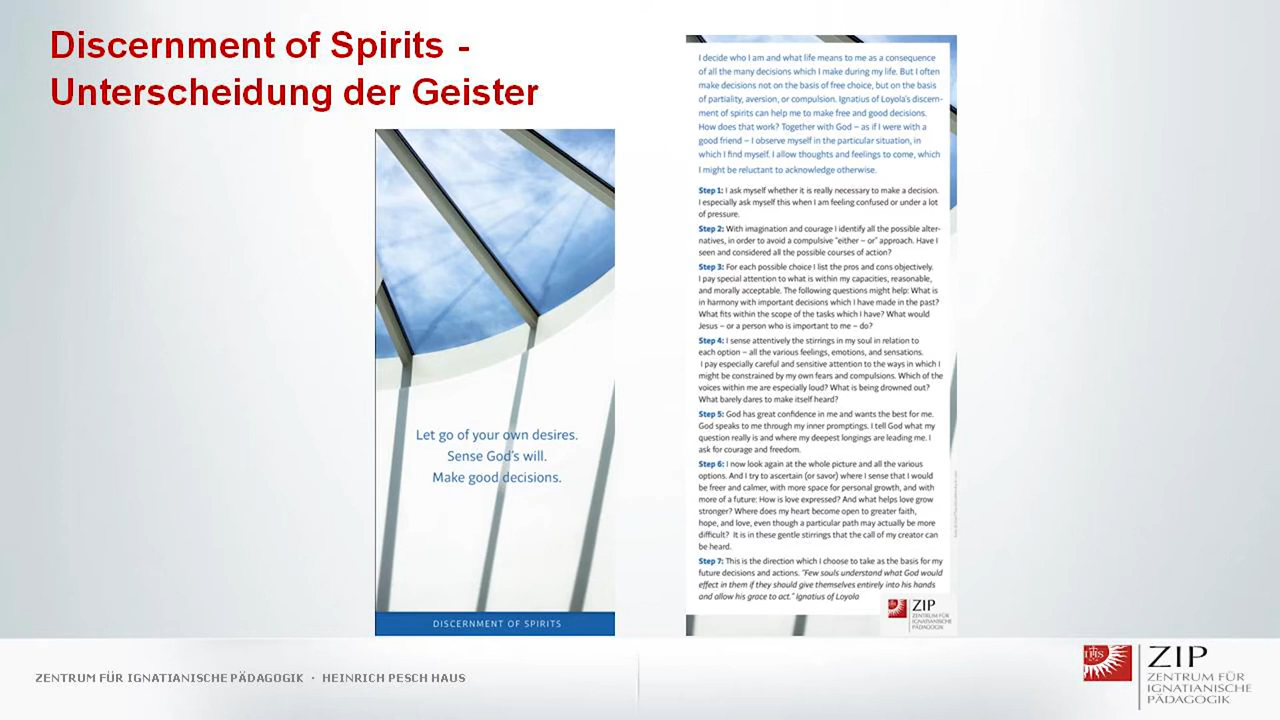 Discernment of Spirits -
Unterscheidung der Geister
Let go of your own desires.
Sense God's will.
Make good decisions.
DISCERNMENT OF SPIRITS
I decide who I am and what life means to me as a consequence
of all the many decisions which I make during my life. But I often
make decisions not on the basis of free choice, but on the basis
of partiality, aversion, or compulsion. Ignatius of Loyola's discern-
ment of spirits can help me to make free and good decisions.
How does that work? Together with God – as if I were with a
good friend – I observe myself in the particular situation, in
which I find myself. I allow thoughts and feelings to come, which
I might be reluctant to acknowledge otherwise.
Step 1: I ask myself whether it is really necessary to make a decision.
I especially ask myself this when I am feeling confused or under a lot
of pressure.
Step 2: With imagination and courage I identify all the possible alter-
natives, in order to avoid a compulsive "either – or" approach. Have I
seen and considered all the possible courses of action?
Step 3: For each possible choice I list the pros and cons objectively.
I pay special attention to what is within my capacities, reasonable,
and morally acceptable. The following questions might help: What is
in harmony with important decisions which I have made in the past?
What fits within the scope of the tasks which I have? What would
Jesus – or a person who is important to me – do?
Step 4: I sense attentively the stirrings in my soul in relation to
each option – all the various feelings, emotions, and sensations.
I pay especially careful and sensitive attention to the ways in which I
might be constrained by my own fears and compulsions. Which of the
voices within me are especially loud? What is being drowned out?
What barely dares to make itself heard?
Step 5: God has great confidence in me and wants the best for me.
God speaks to me through my inner promptings. I tell God what my
question really is and where my deepest longings are leading me. I
ask for courage and freedom.
Step 6: I now look again at the whole picture and all the various
options. And I try to ascertain (or savor) where I sense that I would
be freer and calmer, with more space for personal growth, and with
more of a future: How is love expressed? And what helps love grow
stronger? Where does my heart become open to greater faith,
hope, and love, even though a particular path may actually be more
difficult? It is in these gentle stirrings that the call of my creator can
be heard.
Step 7: This is the direction which I choose to take as the basis for my
future decisions and actions. "Few souls understand what God would
effect in them if they should give themselves entirely into his hands
and allow his grace to act." Ignatius of Loyola
ZIP
ZENTRUM FÜR
IGNATIANISCHE
PÄDAGOGIK
ZENTRUM FÜR IGNATIANISCHE PÄDAGOGIK · HEINRICH PESCH HAUS
IHS
ZIP
ZENTRUM FÜR
IGNATIANISCHE
PÄDAGOGIK